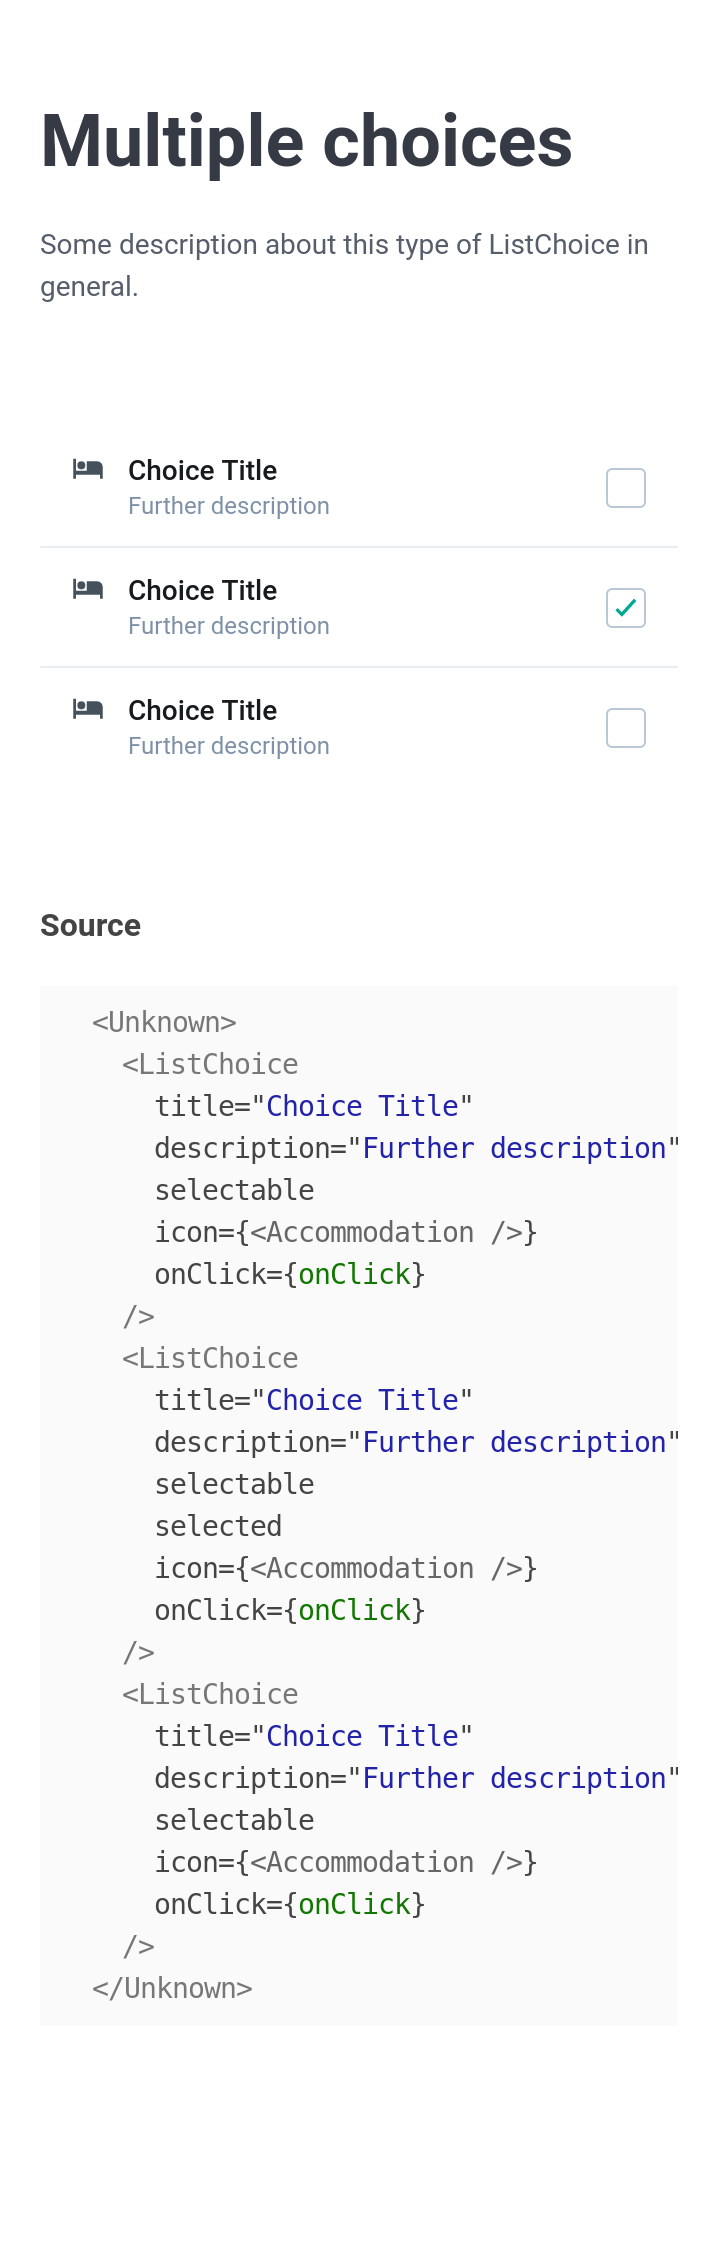 Multiple choices
Some description about this type of ListChoice in
general.
Choice Title
Further description
Choice Title
Further description
Choice Title
Further description
Source
<Unknown>
<ListChoice
title="Choice Title"
description="Further description"
selectable
icon={<Accommodation />}
onClick={onClick}
/>
<ListChoice
title="Choice Title"
description="Further description"
selectable
selected
icon={<Accommodation />}
onClick={onClick}
/>
<ListChoice
title="Choice Title"
description="Further description"
selectable
icon={<Accommodation />}
onClick={onClick}
/>
</Unknown>